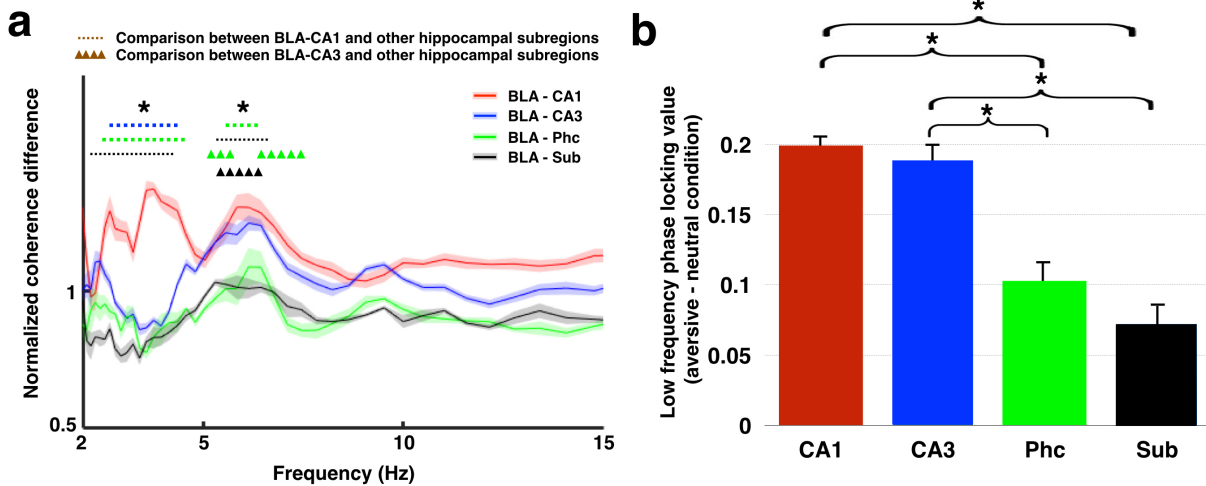 a
Comparison between BLA-CA1 and other hippocampal subregions
Comparison between BLA-CA3 and other hippocampal subregions
Normalized coherence difference
* *
BLA - CA1
BLA - CA3
BLA - Phc
BLA - Sub
1
0.5
2 5 10 15
Frequency (Hz)
b
*
*
*
*
Low frequency phase locking value
(aversive - neutral condition)
0.2
0.15
0.1
0.05
0
CA1 CA3 Phc Sub